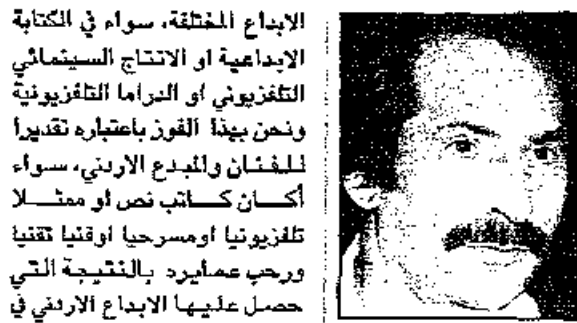 الابداع المختلفة، سواء في الكتابة
الابداعية او الانتاج السينمائي
التلفزيوني او الدراما التلفزيونية
ونحن بهذا الفوز باعتباره تقديرا
للفنان والمبدع الاردني، سواء
أكان كاتب نص او ممثلا
تلفزيونيا اومسرحيا اوفنيا تقنيا
ورحب عمايره بالنتيجة التي
حصل عليها الابداع الاردني في